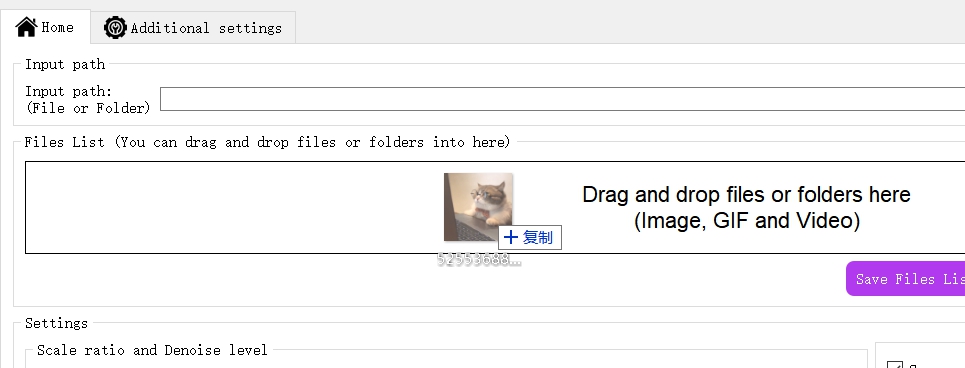 Home
Additional settings
Input path
Input path:
(File or Folder)
Files List (You can drag and drop files or folders into here)
Drag and drop files or folders here
(Image, GIF and Video)
复制
52553688...
Save Files Lis
Settings
Scale ratio and Denoise level